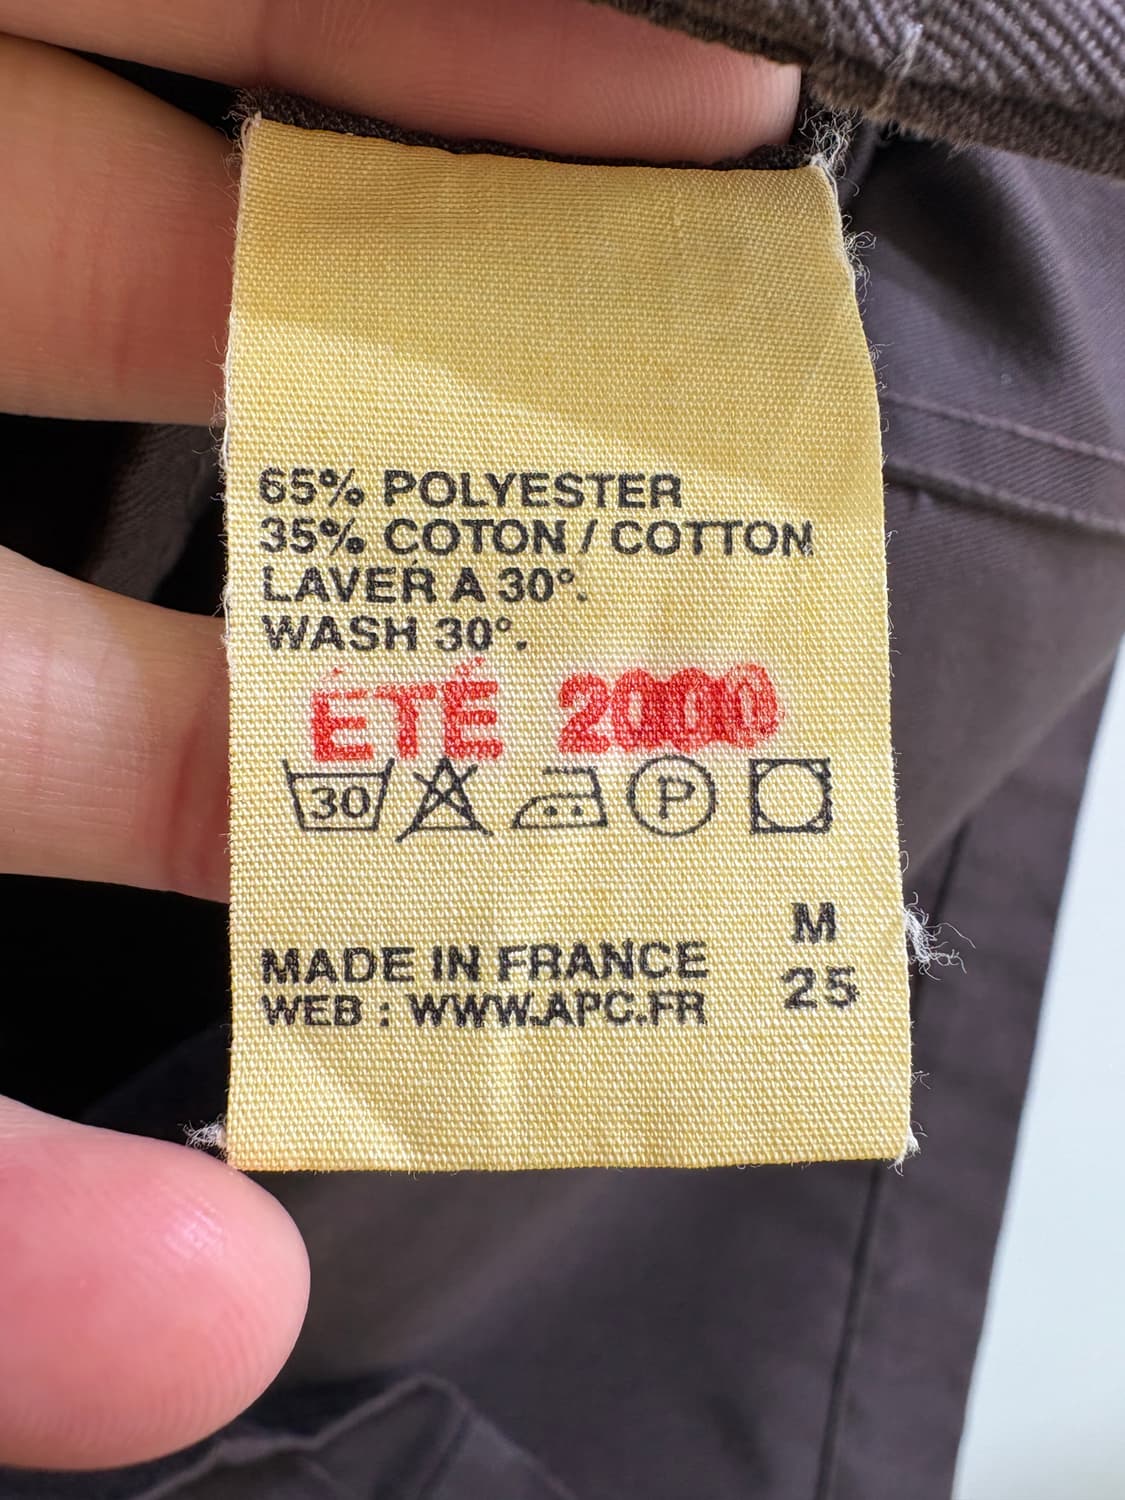 65% POLYESTER
35% COTON / COTTON
LAVER A 30°.
WASH 30°.
ÉTÉ 2000
30 P
M
25
MADE IN FRANCE
WEB : WWW.APC.FR